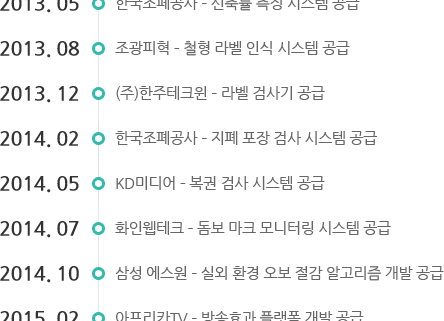 2013. 05 한국조폐공사 - 신축률 측정 시스템 공급
2013. 08 조광피혁 - 철형 라벨 인식 시스템 공급
2013. 12 (주)한주테크윈 - 라벨 검사기 공급
2014. 02 한국조폐공사 - 지폐 포장 검사 시스템 공급
2014. 05 KD미디어 - 복권 검사 시스템 공급
2014. 07 화인웹테크 - 돔보 마크 모니터링 시스템 공급
2014. 10 삼성 에스원 - 실외 환경 오보 절감 알고리즘 개발 공급
2015. 02 아프리카TV - 방송효과 플랫폼 개발 공급